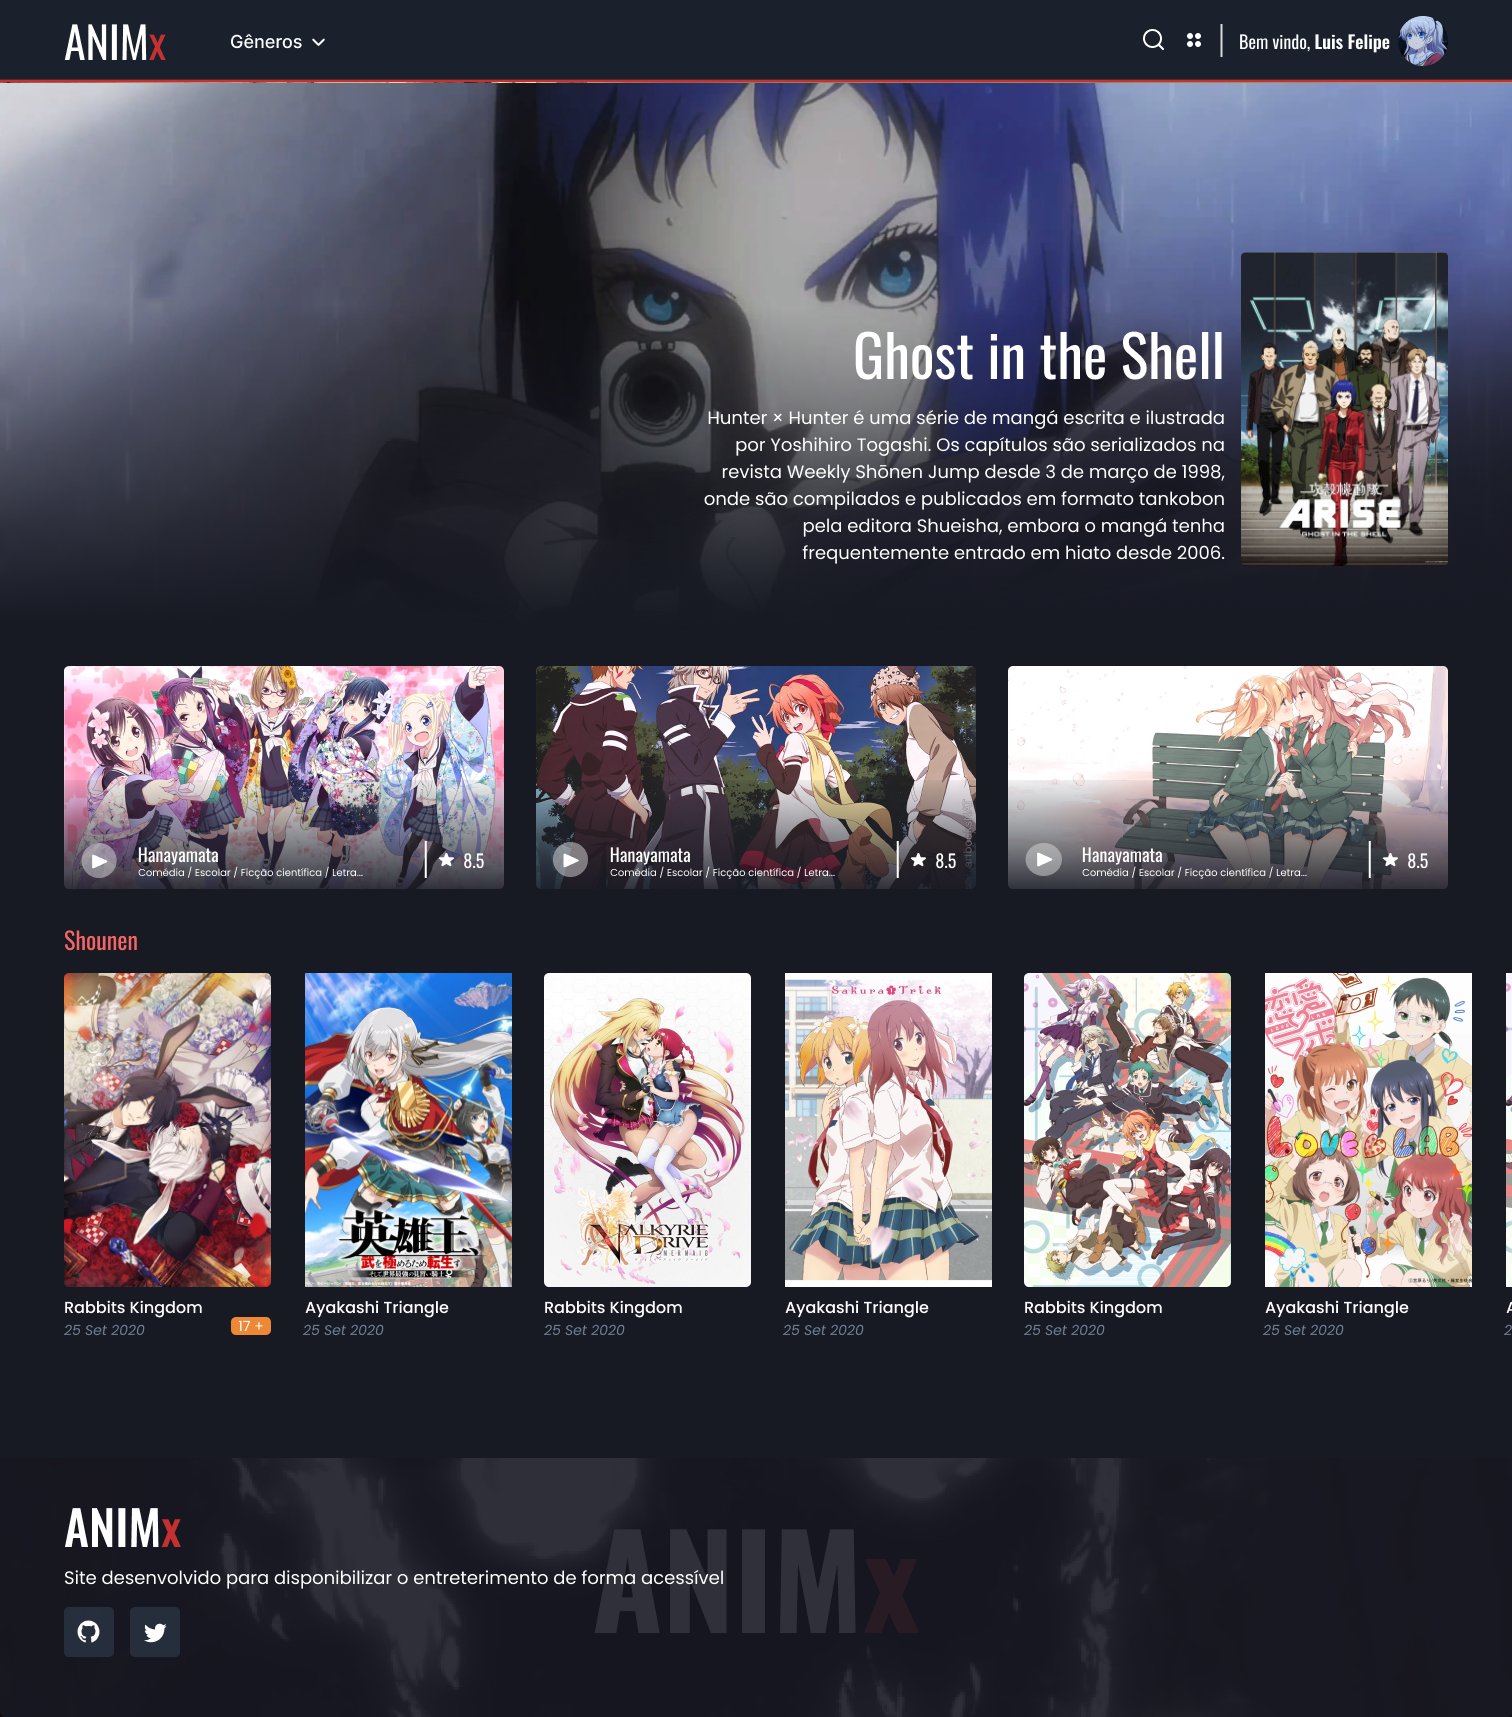 ANIMx
Gêneros
Bem vindo, Luis Felipe
Ghost in the Shell
Hunter × Hunter é uma série de mangá escrita e ilustrada
por Yoshihiro Togashi. Os capítulos são serializados na
revista Weekly Shōnen Jump desde 3 de março de 1998,
onde são compilados e publicados em formato tankobon
pela editora Shueisha, embora o mangá tenha
frequentemente entrado em hiato desde 2006.
攻殻機動隊
ARISE
GHOST IN THE SHELL
Hanayamata
Comédia / Escolar / Ficção cientifica / Letra...
8.5
Hanayamata
Comédia / Escolar / Ficção cientifica / Letra...
8.5
Hanayamata
Comédia / Escolar / Ficção cientifica / Letra...
8.5
Shounen
英雄王、
武を極めるため転生す
VALKYRIE
DRIVE
MERMAID
Sakura Trick
恋愛ラボ
LOVE LAB
Rabbits Kingdom
25 Set 2020
17 +
Ayakashi Triangle
25 Set 2020
Rabbits Kingdom
25 Set 2020
Ayakashi Triangle
25 Set 2020
Rabbits Kingdom
25 Set 2020
Ayakashi Triangle
25 Set 2020
ANIMx
ANIMx
Site desenvolvido para disponibilizar o entreterimento de forma acessível